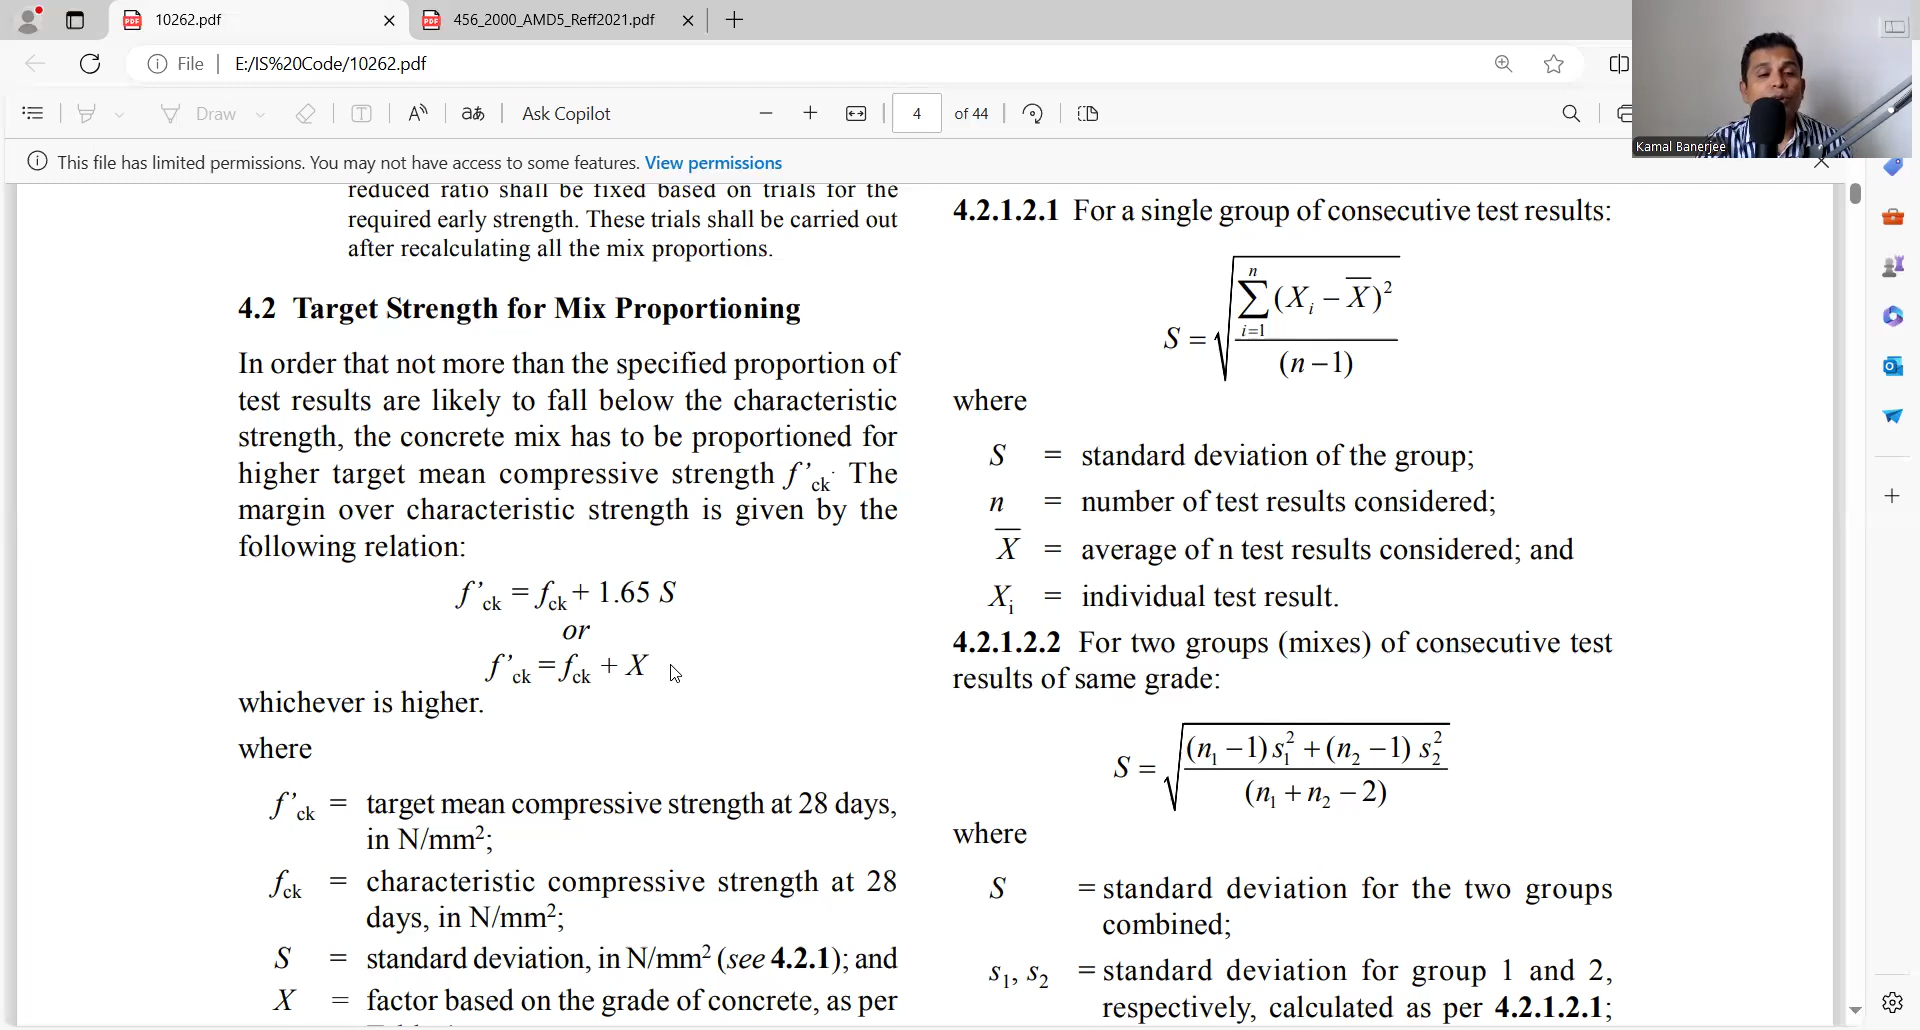 10262.pdf
456_2000_AMD5_Reff2021.pdf
File
E:/IS%20Code/10262.pdf
Draw
Ask Copilot
4 of 44
Kamal Banerjee
This file has limited permissions. You may not have access to some features. View permissions
reduced ratio shall be fixed based on trials for the
required early strength. These trials shall be carried out
after recalculating all the mix proportions.
4.2 Target Strength for Mix Proportioning
In order that not more than the specified proportion of
test results are likely to fall below the characteristic
strength, the concrete mix has to be proportioned for
higher target mean compressive strength f’ck. The
margin over characteristic strength is given by the
following relation:
f’ck = fck + 1.65 S
or
f’ck = fck + X
whichever is higher.
where
f’ck = target mean compressive strength at 28 days,
in N/mm²;
fck = characteristic compressive strength at 28
days, in N/mm²;
S = standard deviation, in N/mm² (see 4.2.1); and
X = factor based on the grade of concrete, as per
4.2.1.2.1 For a single group of consecutive test results:
S = √(∑ i=1 n (Xi – X̅)² / (n – 1))
where
S = standard deviation of the group;
n = number of test results considered;
X̅ = average of n test results considered; and
Xi = individual test result.
4.2.1.2.2 For two groups (mixes) of consecutive test
results of same grade:
S = √((n₁ – 1) s₁² + (n₂ – 1) s₂² / (n₁ + n₂ – 2))
where
S = standard deviation for the two groups
combined;
s₁, s₂ = standard deviation for group 1 and 2,
respectively, calculated as per 4.2.1.2.1;